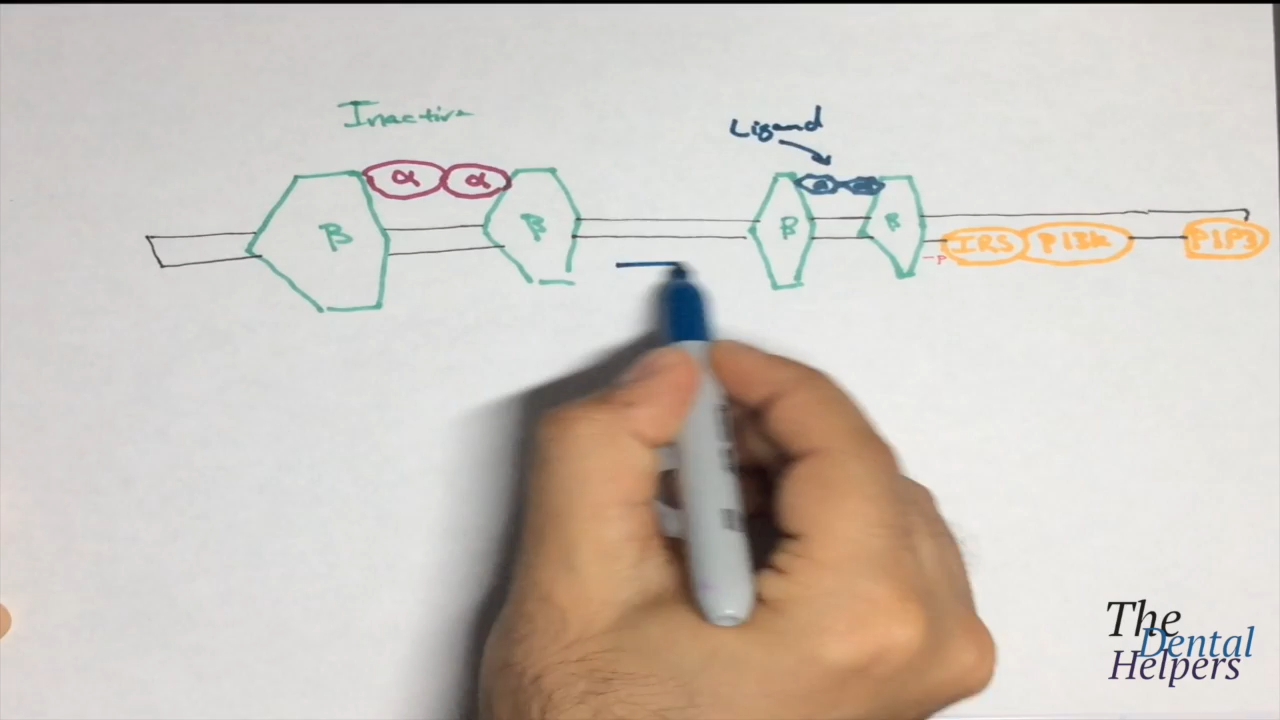 Inactive
Ligand
α α
β β β β
IRS PI3K PIP3
-P
The
Dental
Helpers